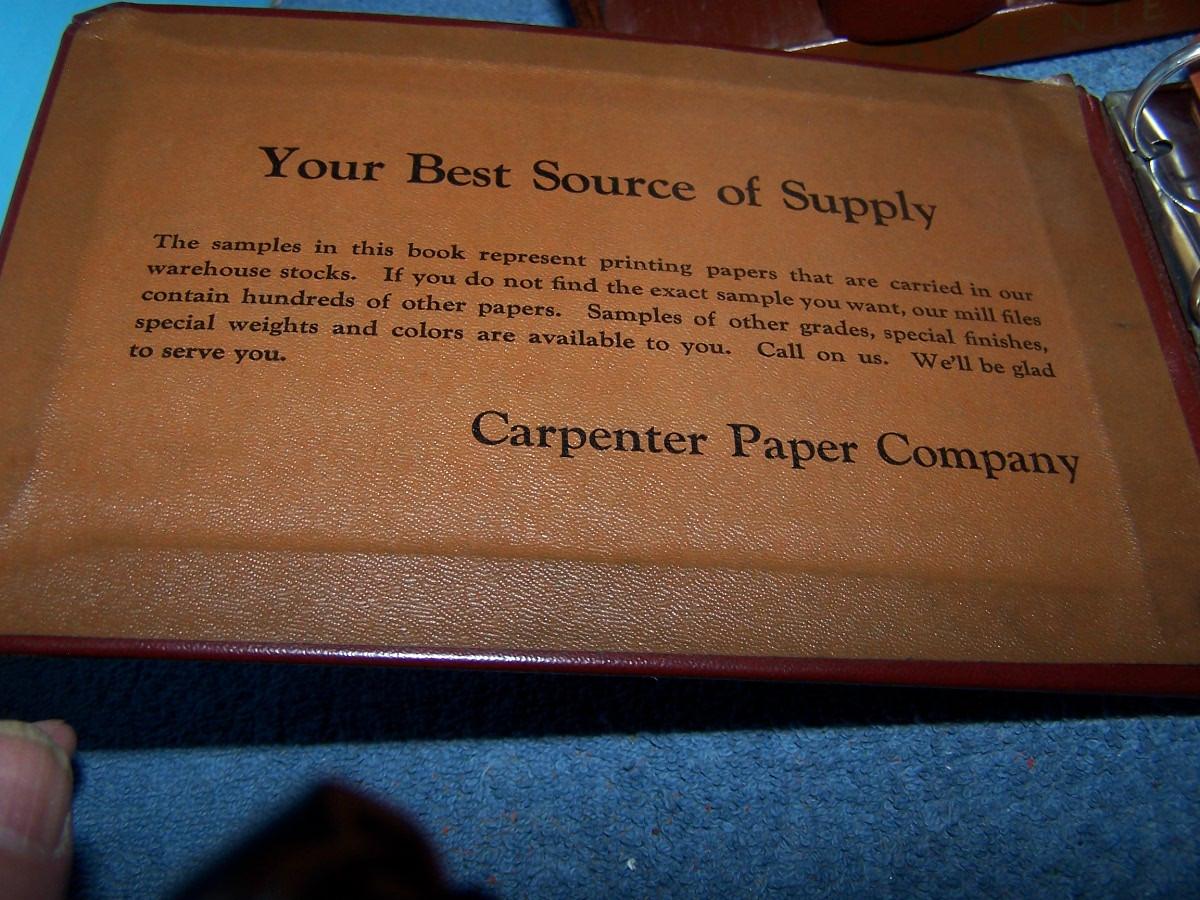 Your Best Source of Supply
The samples in this book represent printing papers that are carried in our
warehouse stocks. If you do not find the exact sample you want, our mill files
contain hundreds of other papers. Samples of other grades, special finishes,
special weights and colors are available to you. Call on us. We'll be glad
to serve you.
Carpenter Paper Company